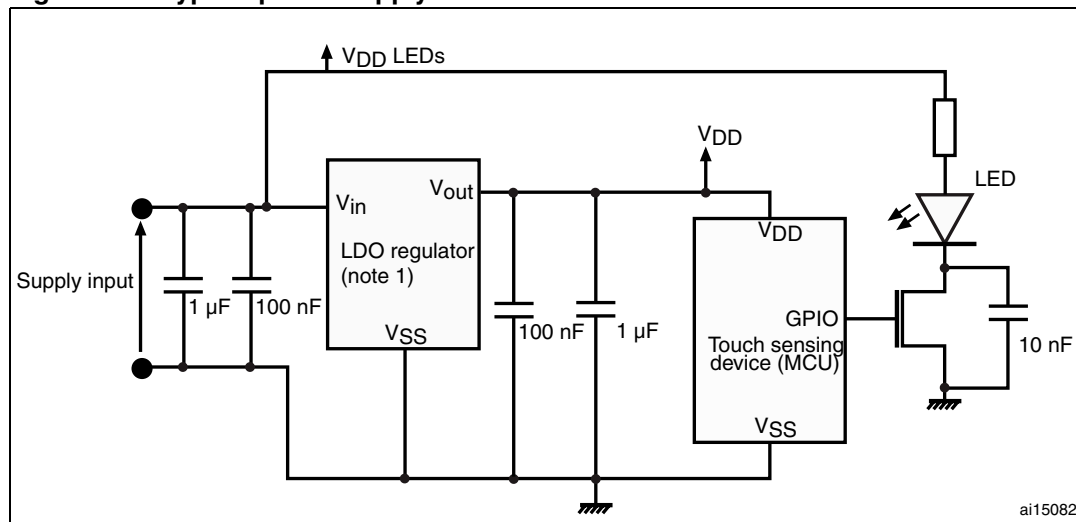 VDD LEDs
VDD
LED
Vin
Vout
LDO regulator
(note 1)
VSS
Supply input
1 µF
100 nF
100 nF
1 µF
VDD
GPIO
Touch sensing
device (MCU)
VSS
10 nF
ai15082